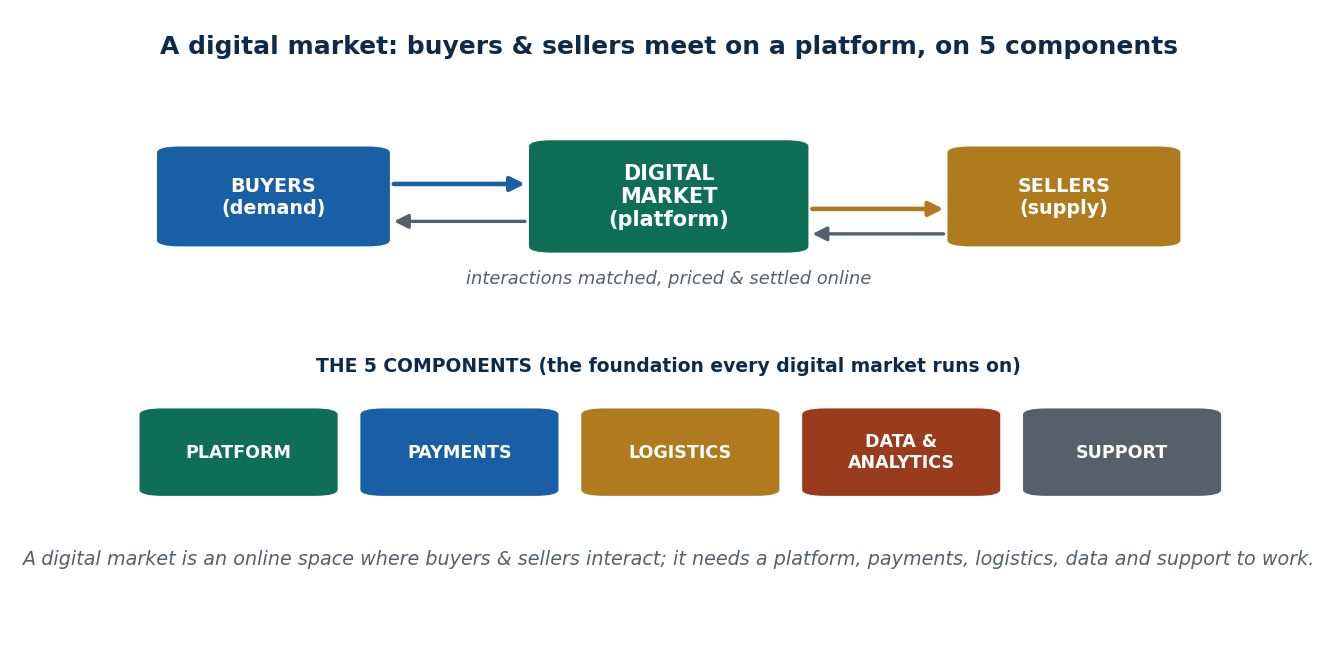 A digital market: buyers & sellers meet on a platform, on 5 components
BUYERS
(demand)
DIGITAL
MARKET
(platform)
SELLERS
(supply)
interactions matched, priced & settled online
THE 5 COMPONENTS (the foundation every digital market runs on)
PLATFORM
PAYMENTS
LOGISTICS
DATA &
ANALYTICS
SUPPORT
A digital market is an online space where buyers & sellers interact; it needs a platform, payments, logistics, data and support to work.